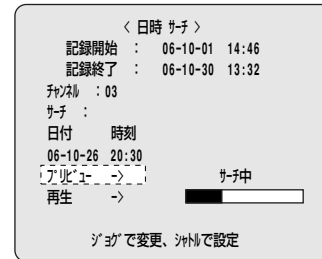 < 日時 ｻｰﾁ >
記録開始 : 06-10-01 14:46
記録終了 : 06-10-30 13:32
ﾁｬﾝﾈﾙ : 03
ｻｰﾁ :
日付 時刻
06-10-26 20:30
ﾌﾟﾘﾋﾞｭｰ ->
ｻｰﾁ中
再生 ->
ｼﾞｮｸﾞで変更、ｼｬﾄﾙで設定